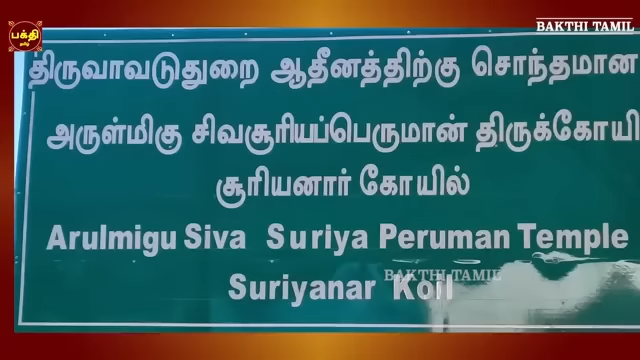 பக்தி
தமிழ்
BAKTHI TAMIL
திருவாவடுதுறை ஆதீனத்திற்கு சொந்தமான
அருள்மிகு சிவசூரியப்பெருமான் திருக்கோயி
சூரியனார் கோயில்
Arulmigu Siva Suriya Peruman Temple
BAKTHI TAMIL
Suriyanar Koil